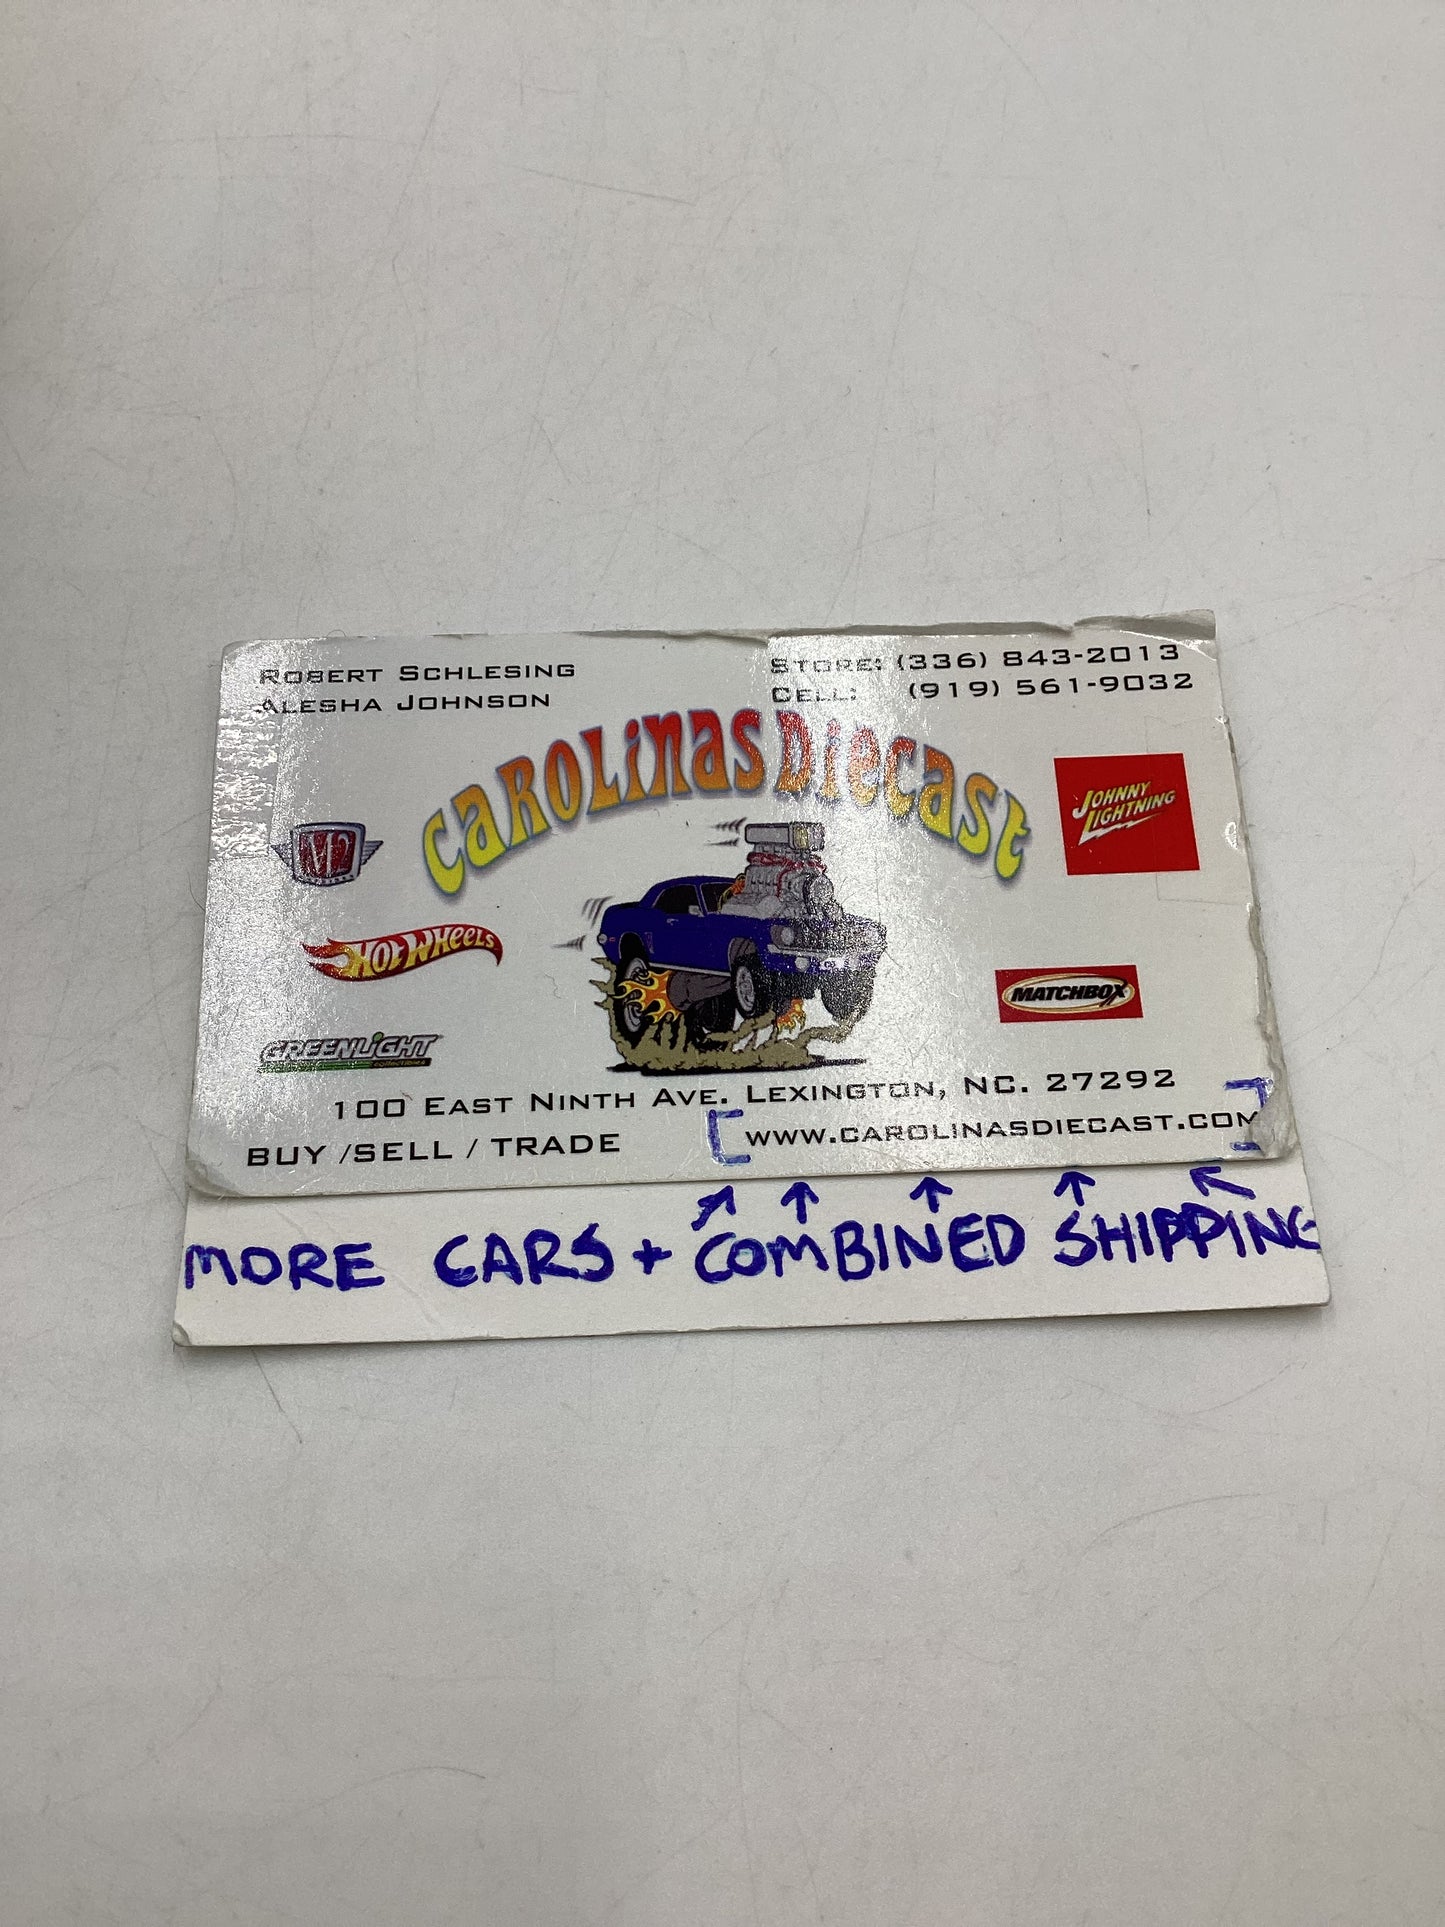 ROBERT SCHLESING
ALESHA JOHNSON
STORE: (336) 843-2013
CELL: (919) 561-9032
CAROLINAS DIECAST
M2
JOHNNY LIGHTNING
HOT WHEELS
MATCHBOX
GREENLIGHT
100 EAST NINTH AVE. LEXINGTON, NC. 27292
BUY /SELL / TRADE
WWW.CAROLINASDIECAST.COM
MORE CARS + COMBINED SHIPPING